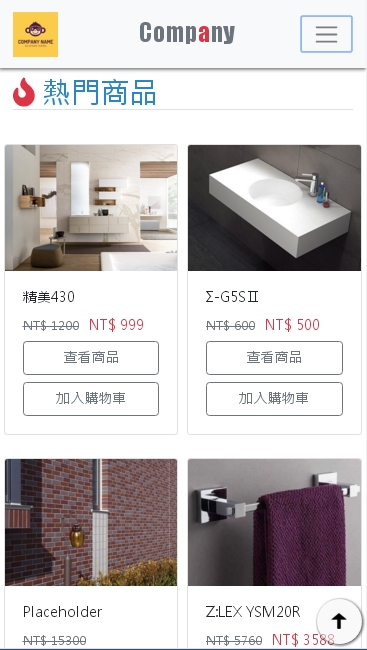 COMPANY NAME
Company
熱門商品
精美430
NT$ 1200 NT$ 999
查看商品
加入購物車
Σ-G5SⅡ
NT$ 600 NT$ 500
查看商品
加入購物車
Placeholder
NT$ 15300
Z:LEX YSM20R
NT$ 5760 NT$ 3588